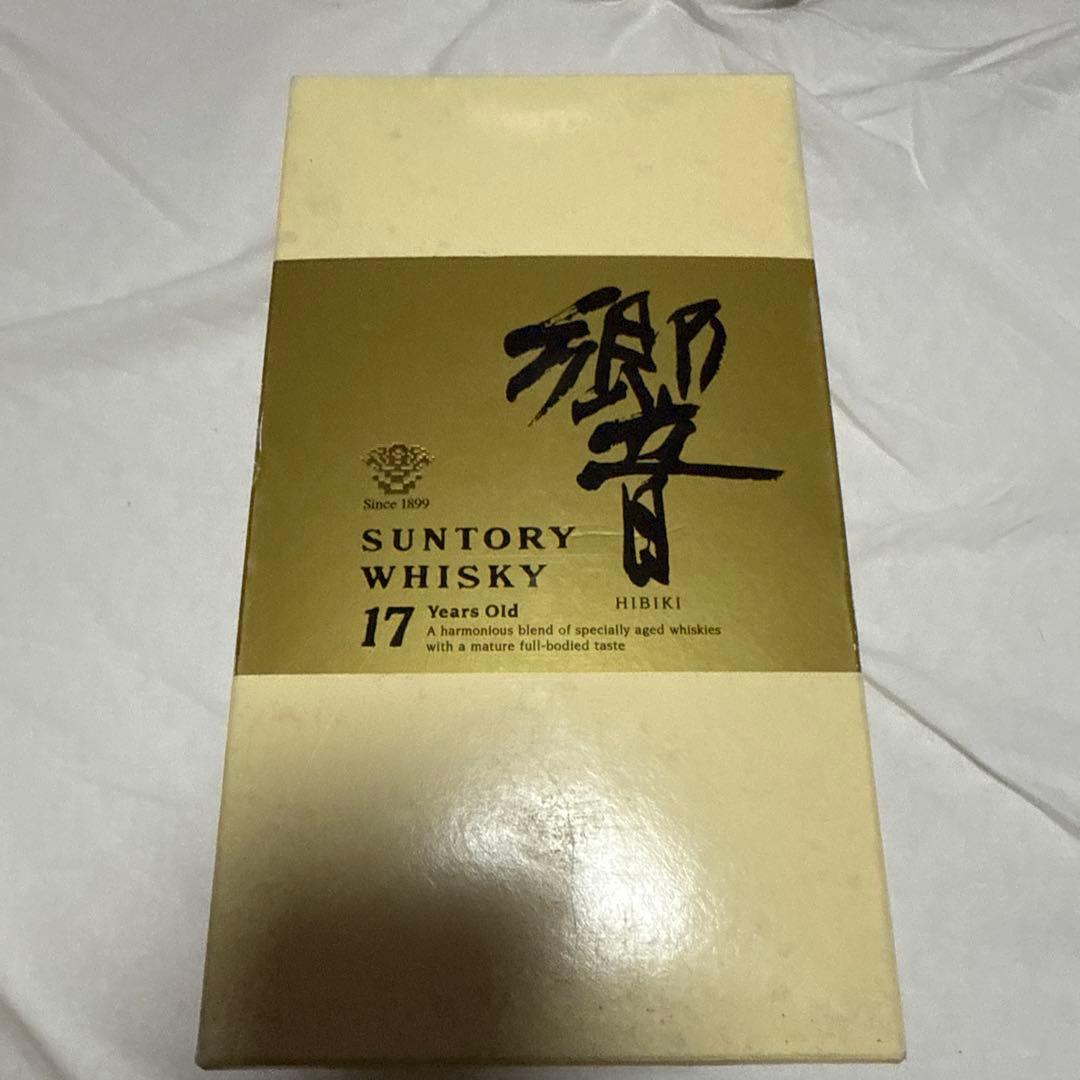 響
HIBIKI
Since 1899
SUNTORY
WHISKY
17 Years Old
A harmonious blend of specially aged whiskies
with a mature full-bodied taste